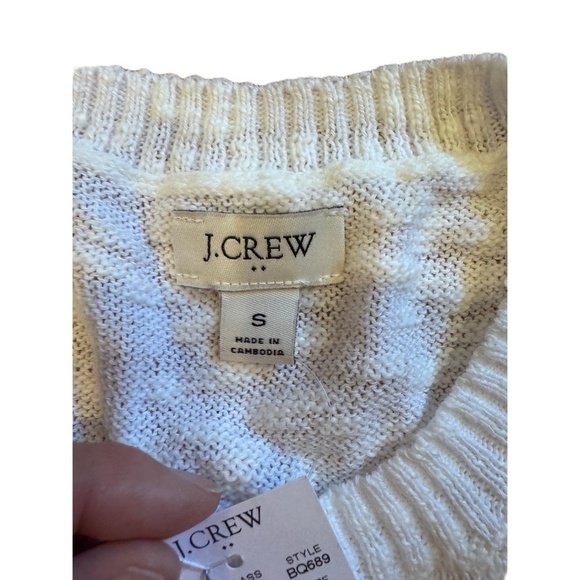 J.CREW
S
MADE IN
CAMBODIA
J.CREW
STYLE
BQ689